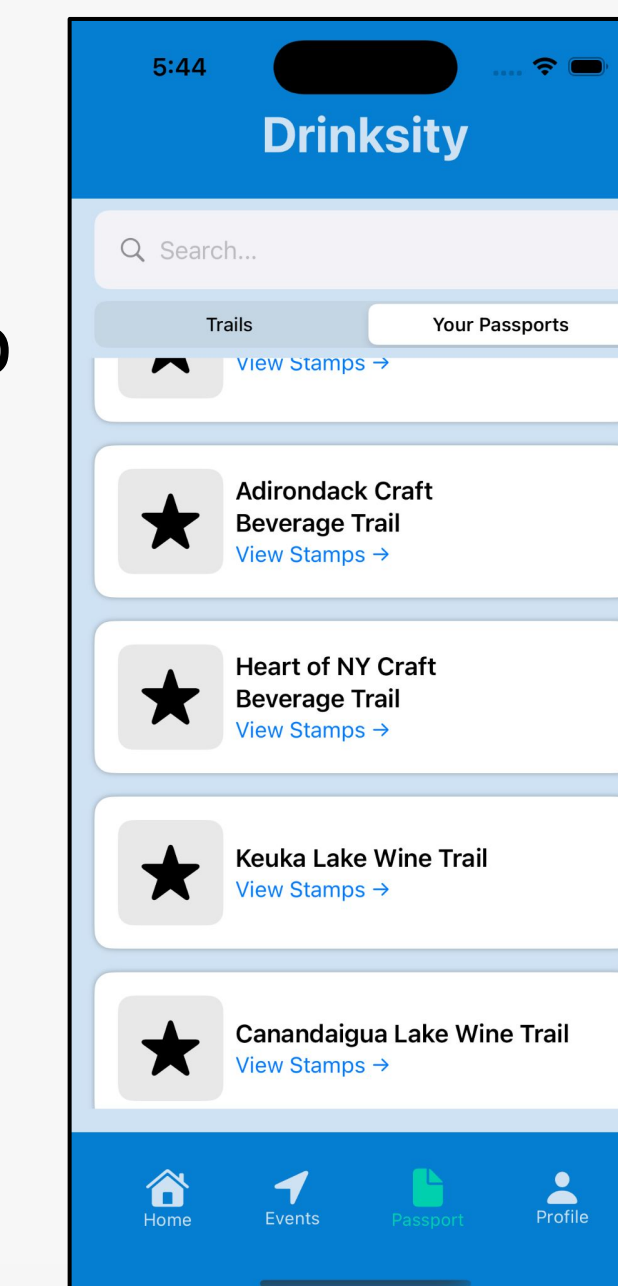 5:44
Drinksity
Search...
Trails
Your Passports
View Stamps →
Adirondack Craft
Beverage Trail
View Stamps →
Heart of NY Craft
Beverage Trail
View Stamps →
Keuka Lake Wine Trail
View Stamps →
Canandaigua Lake Wine Trail
View Stamps →
Home
Events
Passport
Profile